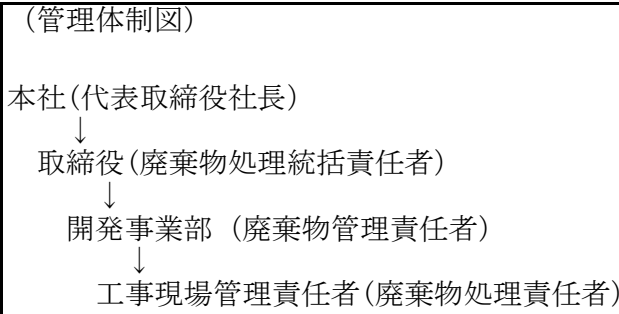 （管理体制図）
本社(代表取締役社長)
↓
取締役(廃棄物処理統括責任者)
↓
開発事業部 (廃棄物管理責任者)
↓
工事現場管理責任者(廃棄物処理責任者)